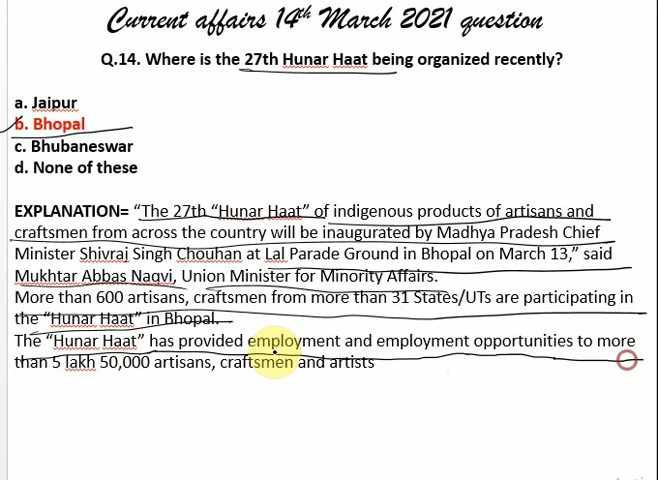 Current affairs 14th March 2021 question
Q.14. Where is the 27th Hunar Haat being organized recently?
a. Jaipur
b. Bhopal
c. Bhubaneswar
d. None of these
EXPLANATION= “The 27th “Hunar Haat” of indigenous products of artisans and
craftsmen from across the country will be inaugurated by Madhya Pradesh Chief
Minister Shivraj Singh Chouhan at Lal Parade Ground in Bhopal on March 13,” said
Mukhtar Abbas Naqvi, Union Minister for Minority Affairs.
More than 600 artisans, craftsmen from more than 31 States/UTs are participating in
the “Hunar Haat” in Bhopal.
The “Hunar Haat” has provided employment and employment opportunities to more
than 5 lakh 50,000 artisans, craftsmen and artists